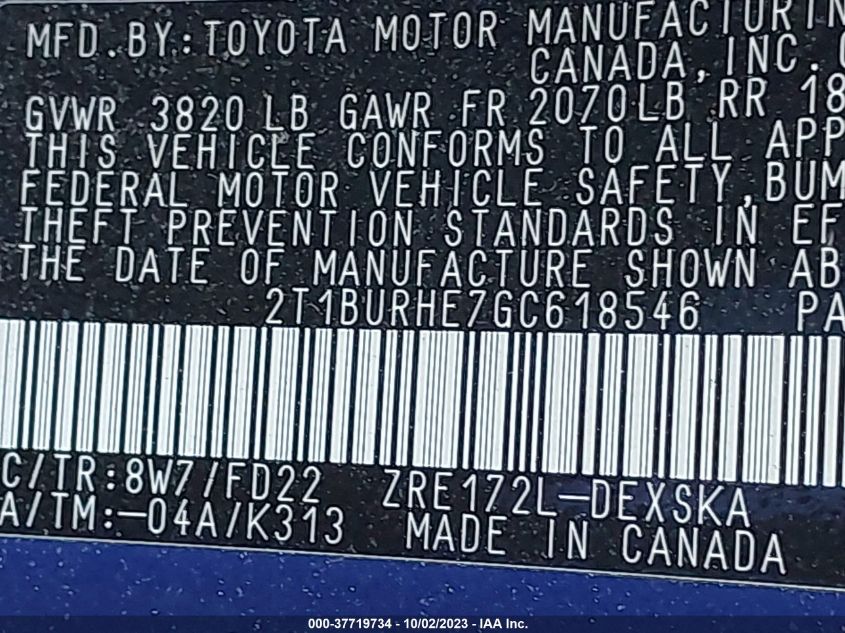 MFD.BY:TOYOTA MOTOR MANUFACTURIN
CANADA,INC.
GVWR 3820 LB GAWR FR 2070LB RR 18
THIS VEHICLE CONFORMS TO ALL APP
FEDERAL MOTOR VEHICLE SAFETY,BUM
THEFT PREVENTION STANDARDS IN EF
THE DATE OF MANUFACTURE SHOWN AB
2T1BURHE7GC618546 PA
C/TR:8W7/FD22 ZRE172L-DEXSKA
A/TM:-04A/K313 MADE IN CANADA
000-37719734 - 10/02/2023 - IAA Inc.